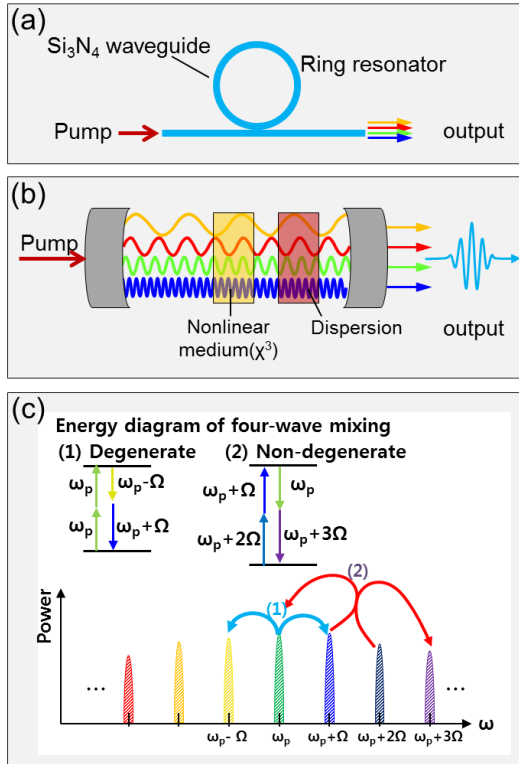 (a)
Si₃N₄ waveguide
Ring resonator
Pump
output
(b)
Pump
Nonlinear
medium(χ³)
Dispersion
output
(c)
Energy diagram of four-wave mixing
(1) Degenerate
(2) Non-degenerate
ωₚ
ωₚ-Ω
ωₚ
ωₚ+Ω
ωₚ+Ω
ωₚ
ωₚ+2Ω
ωₚ+3Ω
Power
(1)
(2)
...
...
ωₚ- Ω
ωₚ
ωₚ+Ω
ωₚ+2Ω
ωₚ+3Ω
ω